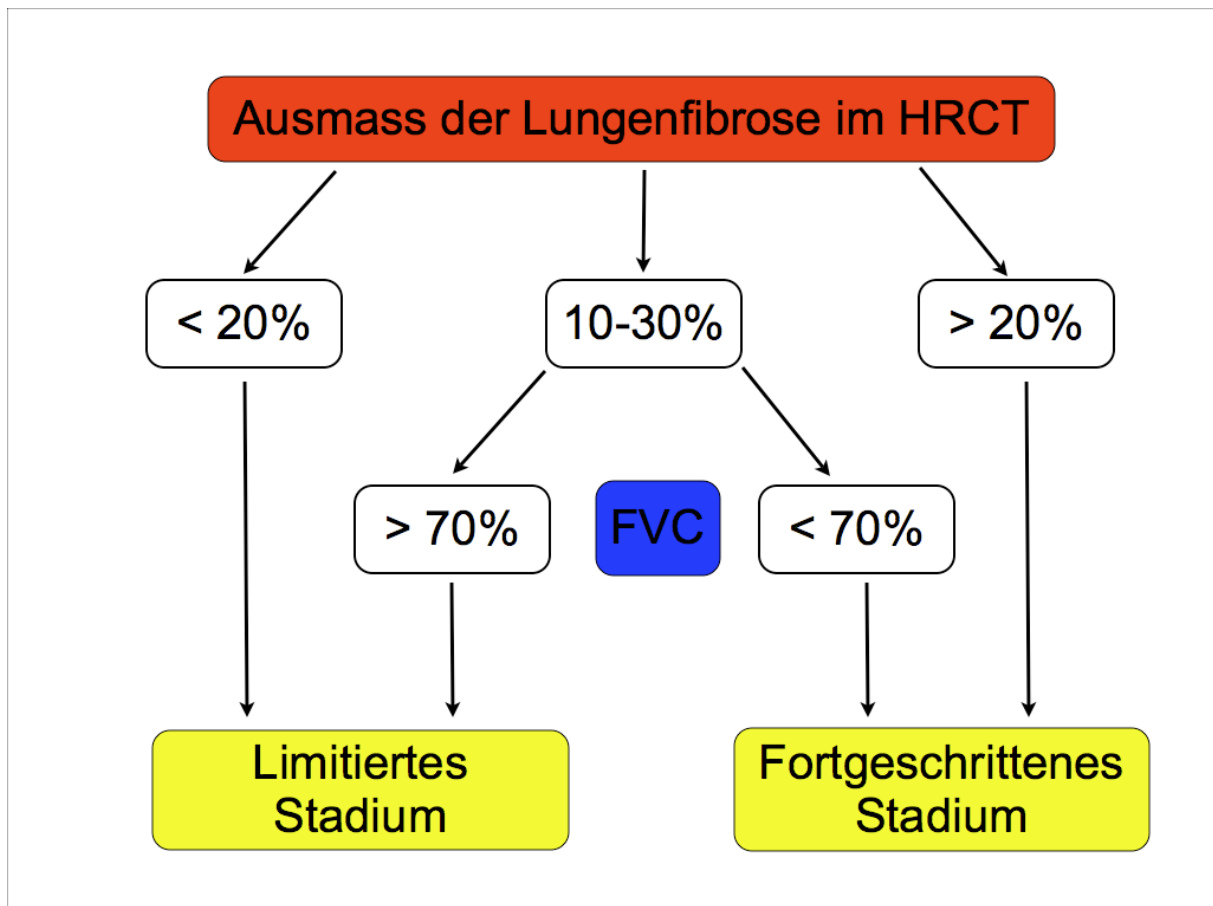 Ausmass der Lungenfibrose im HRCT
< 20%
10-30%
> 20%
> 70%
FVC
< 70%
Limitiertes
Stadium
Fortgeschrittenes
Stadium